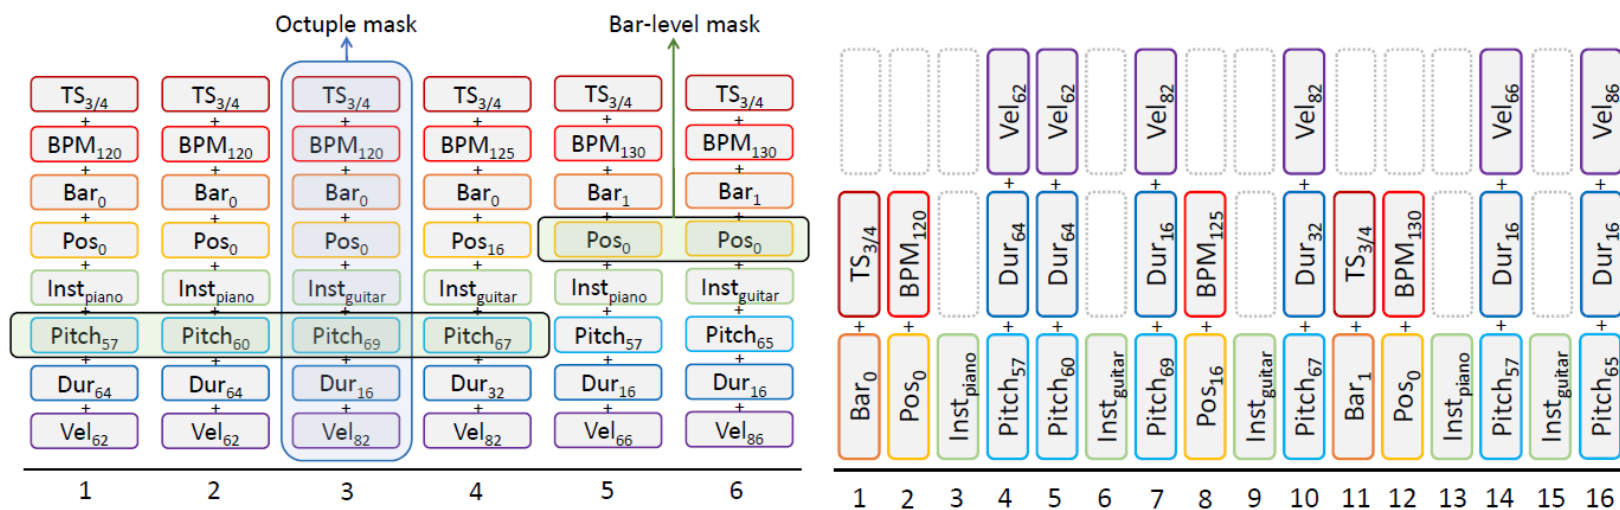 Octuple mask Bar-level mask
TS3/4 TS3/4 TS3/4 TS3/4 TS3/4 TS3/4
+ + + + + +
BPM120 BPM120 BPM120 BPM125 BPM130 BPM130
+ + + + + +
Bar0 Bar0 Bar0 Bar0 Bar1 Bar1
+ + + + + +
Pos0 Pos0 Pos0 Pos16 Pos0 Pos0
+ + + + + +
Instpiano Instpiano Instguitar Instguitar Instpiano Instguitar
+ + + + + +
Pitch57 Pitch60 Pitch69 Pitch67 Pitch57 Pitch65
+ + + + + +
Dur64 Dur64 Dur16 Dur32 Dur16 Dur16
+ + + + + +
Vel62 Vel62 Vel82 Vel82 Vel66 Vel86
1 2 3 4 5 6
Vel62 Vel62 Vel82 Vel82 Vel66 Vel86
+ + + + + +
TS3/4 BPM120 Dur64 Dur64 Dur16 BPM125 Dur32 TS3/4 BPM130 Dur16 Dur16
+ + + + + + + + + + +
Bar0 Pos0 Instpiano Pitch57 Pitch60 Instguitar Pitch69 Pos16 Instguitar Pitch67 Bar1 Pos0 Instpiano Pitch57 Instguitar Pitch65
1 2 3 4 5 6 7 8 9 10 11 12 13 14 15 16